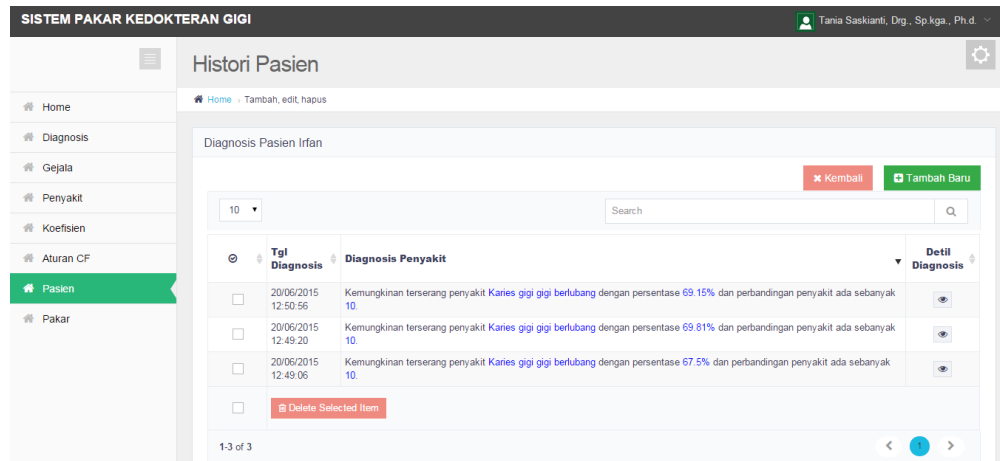 SISTEM PAKAR KEDOKTERAN GIGI
Tania Saskianti, Drg., Sp.kga., Ph.d.
Home
Diagnosis
Gejala
Penyakit
Koefisien
Aturan CF
Pasien
Pakar
Histori Pasien
Home › Tambah, edit, hapus
Diagnosis Pasien Irfan
Kembali
Tambah Baru
10
Search
Tgl
Diagnosis
Diagnosis Penyakit
Detil
Diagnosis
20/06/2015
12:50:56
Kemungkinan terserang penyakit Karies gigi gigi berlubang dengan persentase 69.15% dan perbandingan penyakit ada sebanyak
10.
20/06/2015
12:49:20
Kemungkinan terserang penyakit Karies gigi gigi berlubang dengan persentase 69.81% dan perbandingan penyakit ada sebanyak
10.
20/06/2015
12:49:06
Kemungkinan terserang penyakit Karies gigi gigi berlubang dengan persentase 67.5% dan perbandingan penyakit ada sebanyak
10.
Delete Selected Item
1-3 of 3
1